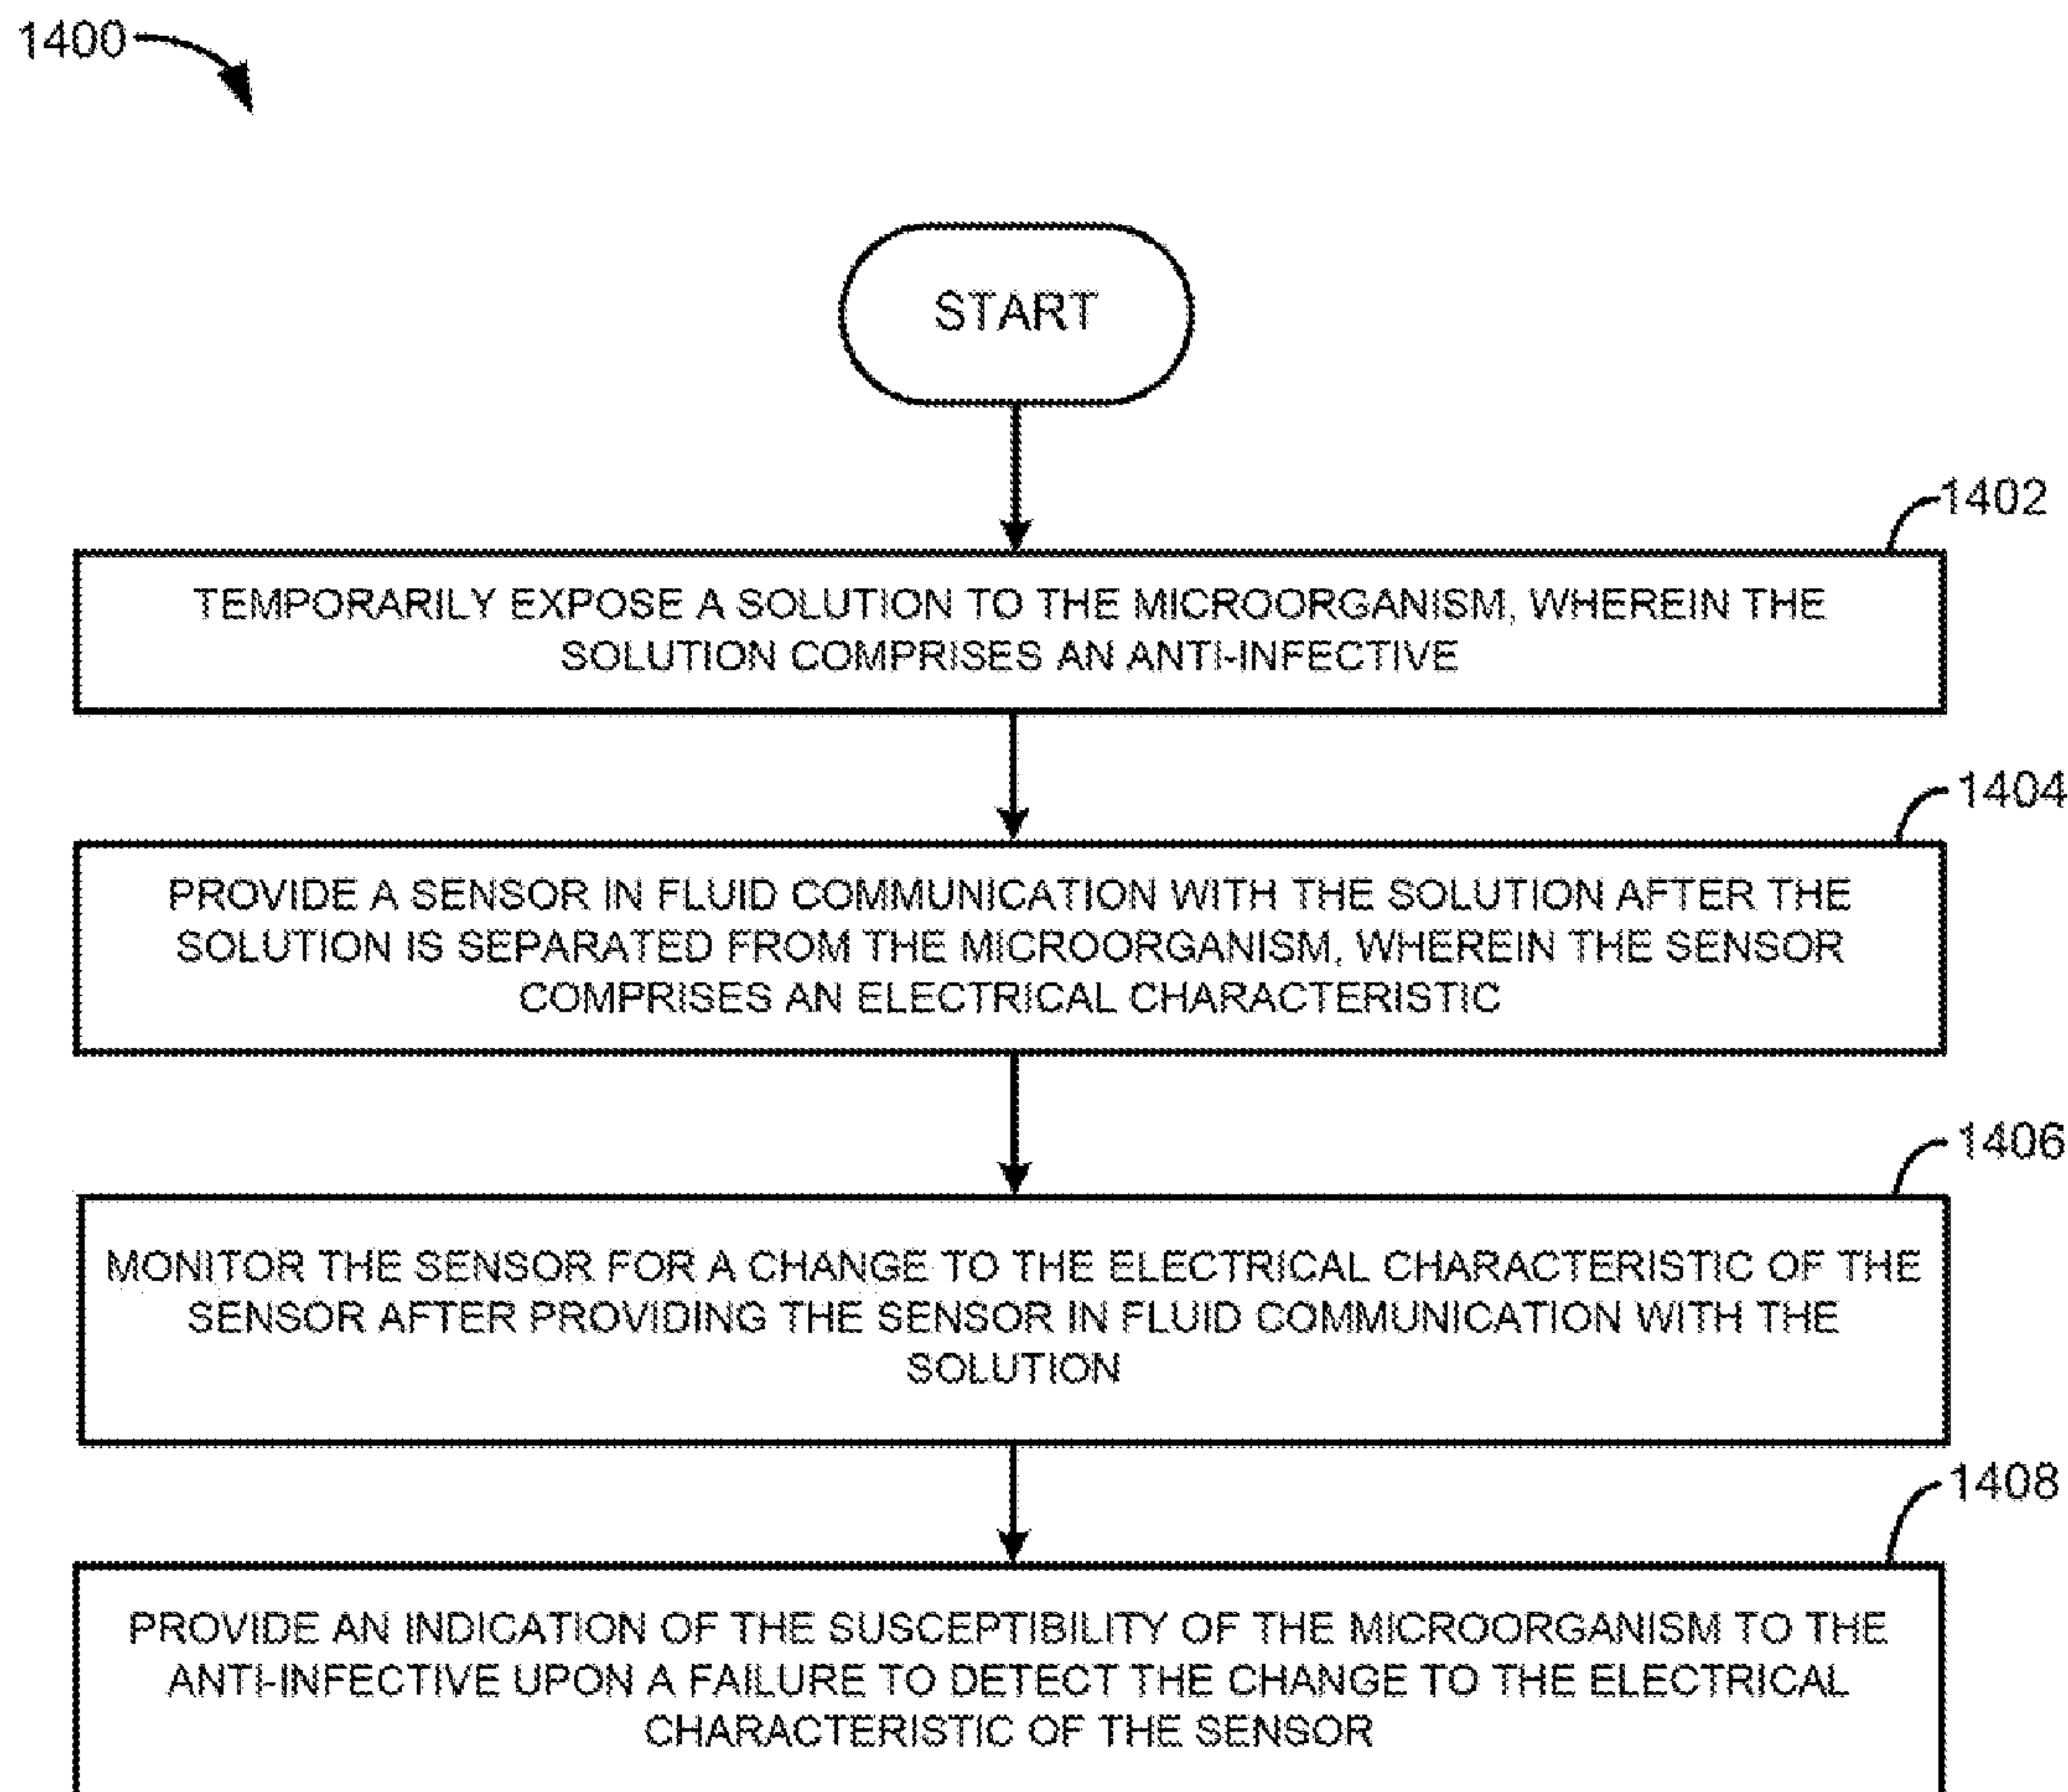 1400
START
1402
TEMPORARILY EXPOSE A SOLUTION TO THE MICROORGANISM, WHEREIN THE
SOLUTION COMPRISES AN ANTI-INFECTIVE
1404
PROVIDE A SENSOR IN FLUID COMMUNICATION WITH THE SOLUTION AFTER THE
SOLUTION IS SEPARATED FROM THE MICROORGANISM, WHEREIN THE SENSOR
COMPRISES AN ELECTRICAL CHARACTERISTIC
1406
MONITOR THE SENSOR FOR A CHANGE TO THE ELECTRICAL CHARACTERISTIC OF THE
SENSOR AFTER PROVIDING THE SENSOR IN FLUID COMMUNICATION WITH THE
SOLUTION
1408
PROVIDE AN INDICATION OF THE SUSCEPTIBILITY OF THE MICROORGANISM TO THE
ANTI-INFECTIVE UPON A FAILURE TO DETECT THE CHANGE TO THE ELECTRICAL
CHARACTERISTIC OF THE SENSOR